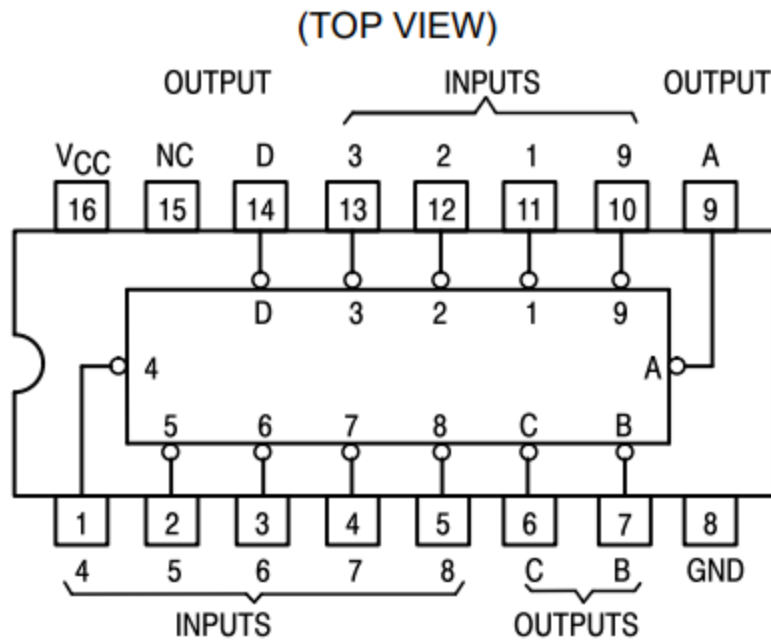 (TOP VIEW)
OUTPUT INPUTS OUTPUT
VCC NC D 3 2 1 9 A
16 15 14 13 12 11 10 9
D 3 2 1 9
4 A
5 6 7 8 C B
1 2 3 4 5 6 7 8
4 5 6 7 8 C B GND
INPUTS OUTPUTS